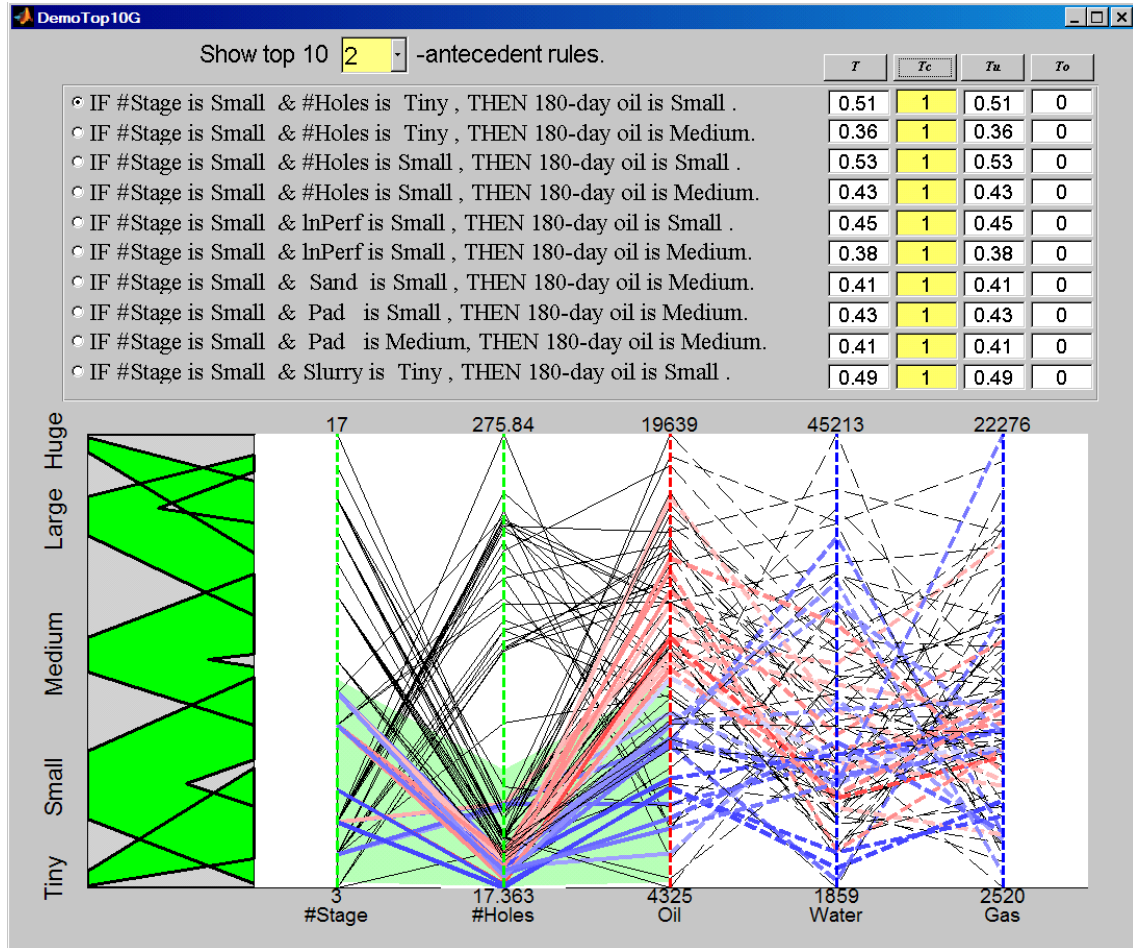 DemoTop10G
Show top 10 2 -antecedent rules.
T Tc Tu To
IF #Stage is Small & #Holes is Tiny , THEN 180-day oil is Small . 0.51 1 0.51 0
IF #Stage is Small & #Holes is Tiny , THEN 180-day oil is Medium. 0.36 1 0.36 0
IF #Stage is Small & #Holes is Small , THEN 180-day oil is Small . 0.53 1 0.53 0
IF #Stage is Small & #Holes is Small , THEN 180-day oil is Medium. 0.43 1 0.43 0
IF #Stage is Small & lnPerf is Small , THEN 180-day oil is Small . 0.45 1 0.45 0
IF #Stage is Small & lnPerf is Small , THEN 180-day oil is Medium. 0.38 1 0.38 0
IF #Stage is Small & Sand is Small , THEN 180-day oil is Medium. 0.41 1 0.41 0
IF #Stage is Small & Pad is Small , THEN 180-day oil is Medium. 0.43 1 0.43 0
IF #Stage is Small & Pad is Medium, THEN 180-day oil is Medium. 0.41 1 0.41 0
IF #Stage is Small & Slurry is Tiny , THEN 180-day oil is Small . 0.49 1 0.49 0
17 275.84 19639 45213 22276
Huge
Large
Medium
Small
Tiny
3 17.363 4325 1859 2520
#Stage #Holes Oil Water Gas